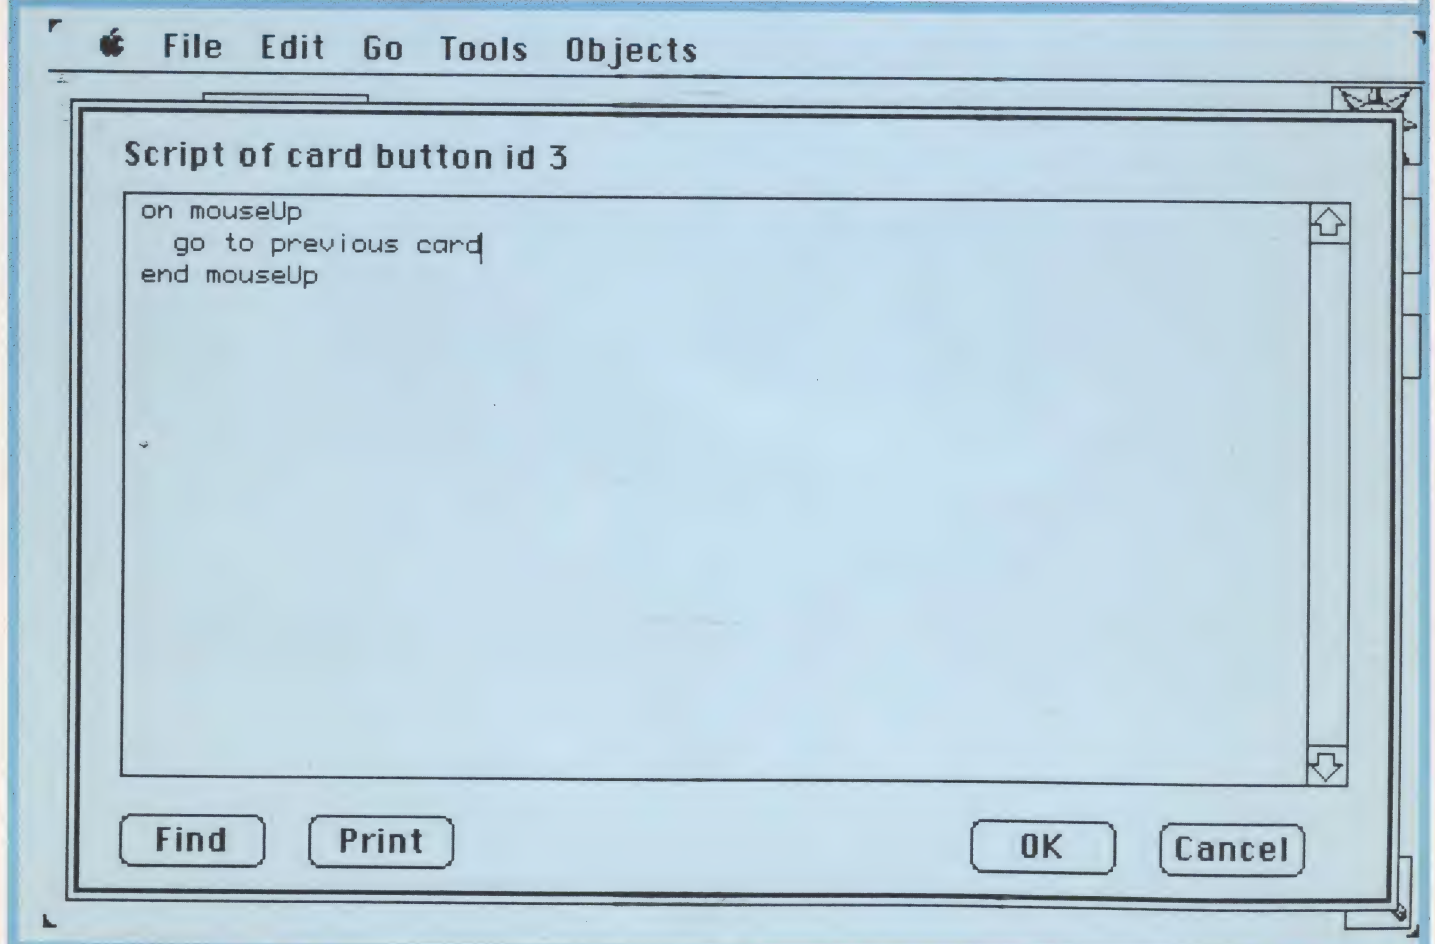 File Edit Go Tools Objects
Script of card button id 3
on mouseUp
go to previous card
end mouseUp
Find Print OK Cancel